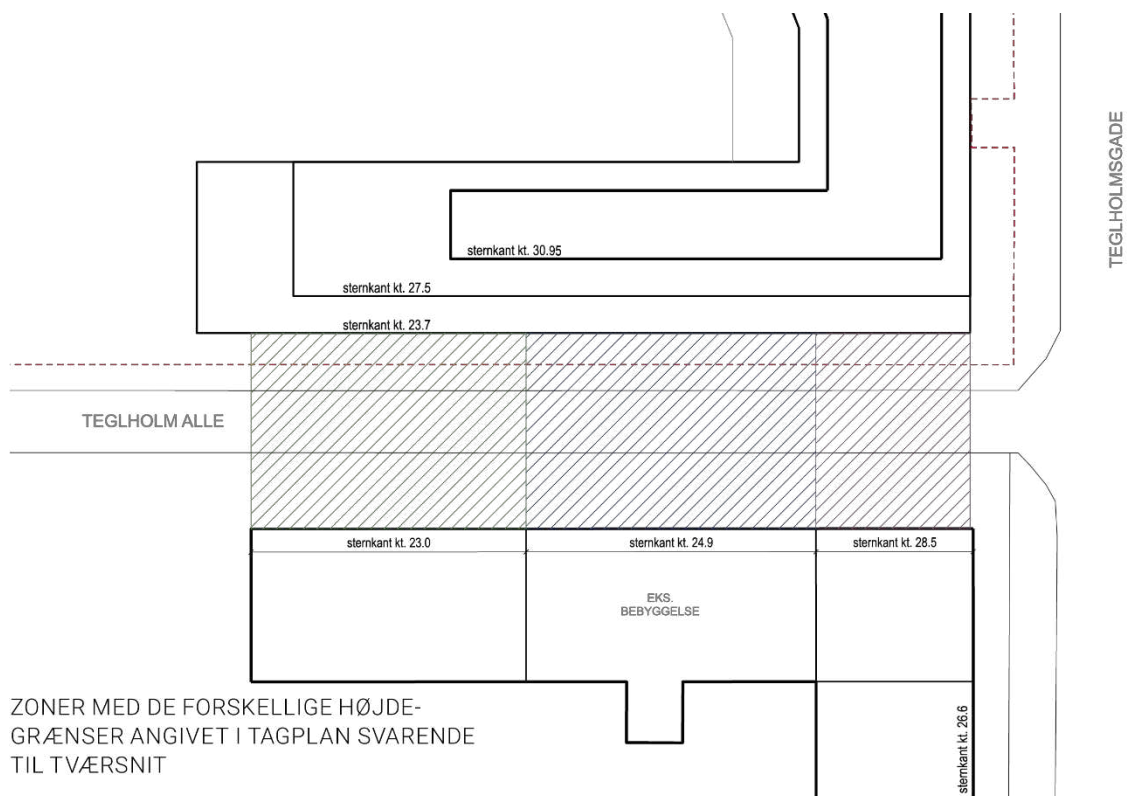 TEGLHOLMSGADE
sternkant kt. 30.95
sternkant kt. 27.5
sternkant kt. 23.7
TEGLHOLM ALLE
sternkant kt. 23.0
sternkant kt. 24.9
sternkant kt. 28.5
EKS.
BEBYGGELSE
sternkant kt. 26.6
ZONER MED DE FORSKELLIGE HØJDE-
GRÆNSER ANGIVET I TAGPLAN SVARENDE
TIL TVÆRSNIT